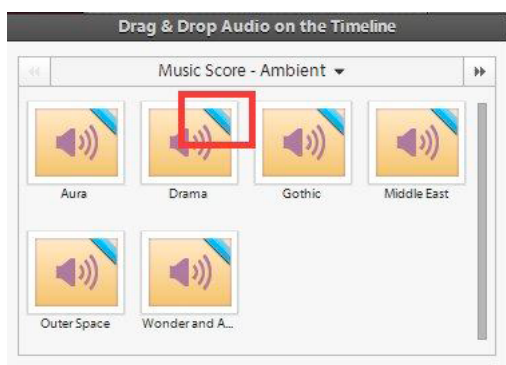 Drag & Drop Audio on the Timeline
Music Score - Ambient
Aura
Drama
Gothic
Middle East
Outer Space
Wonder and A...